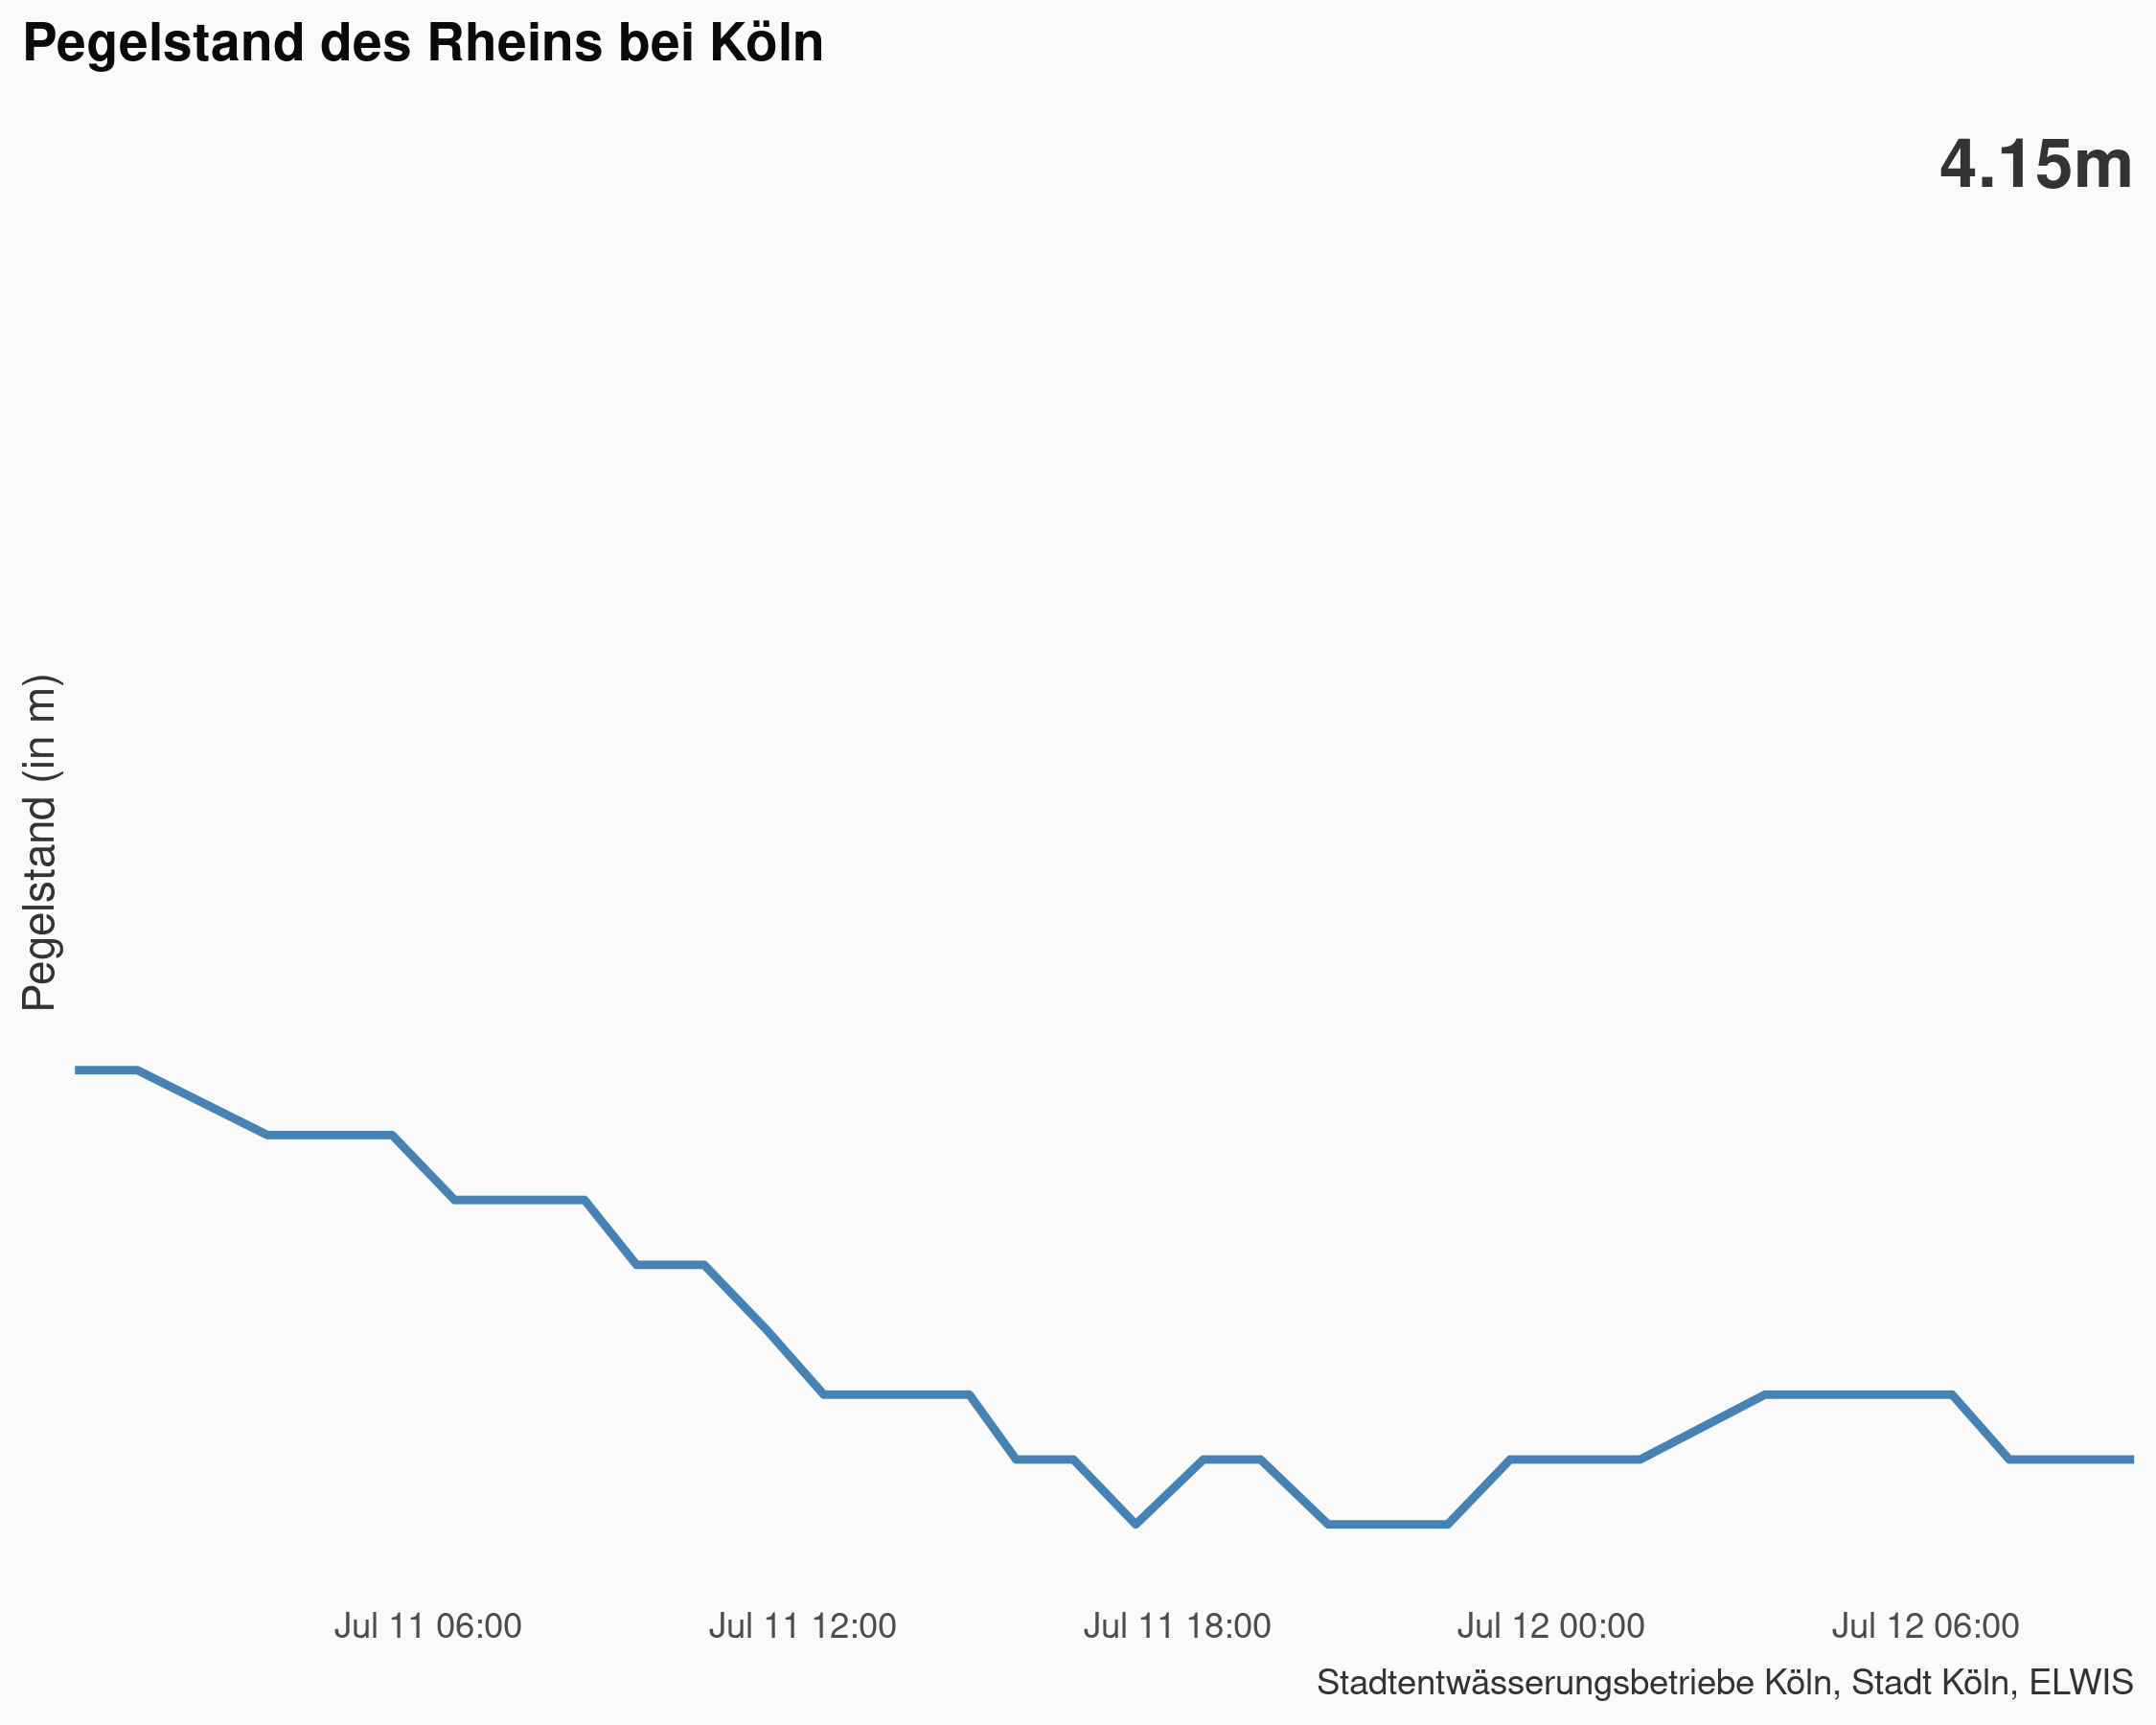 Pegelstand des Rheins bei Köln
4.15m
Pegelstand (in m)
Jul 11 06:00
Jul 11 12:00
Jul 11 18:00
Jul 12 00:00
Jul 12 06:00
Stadtentwässerungsbetriebe Köln, Stadt Köln, ELWIS